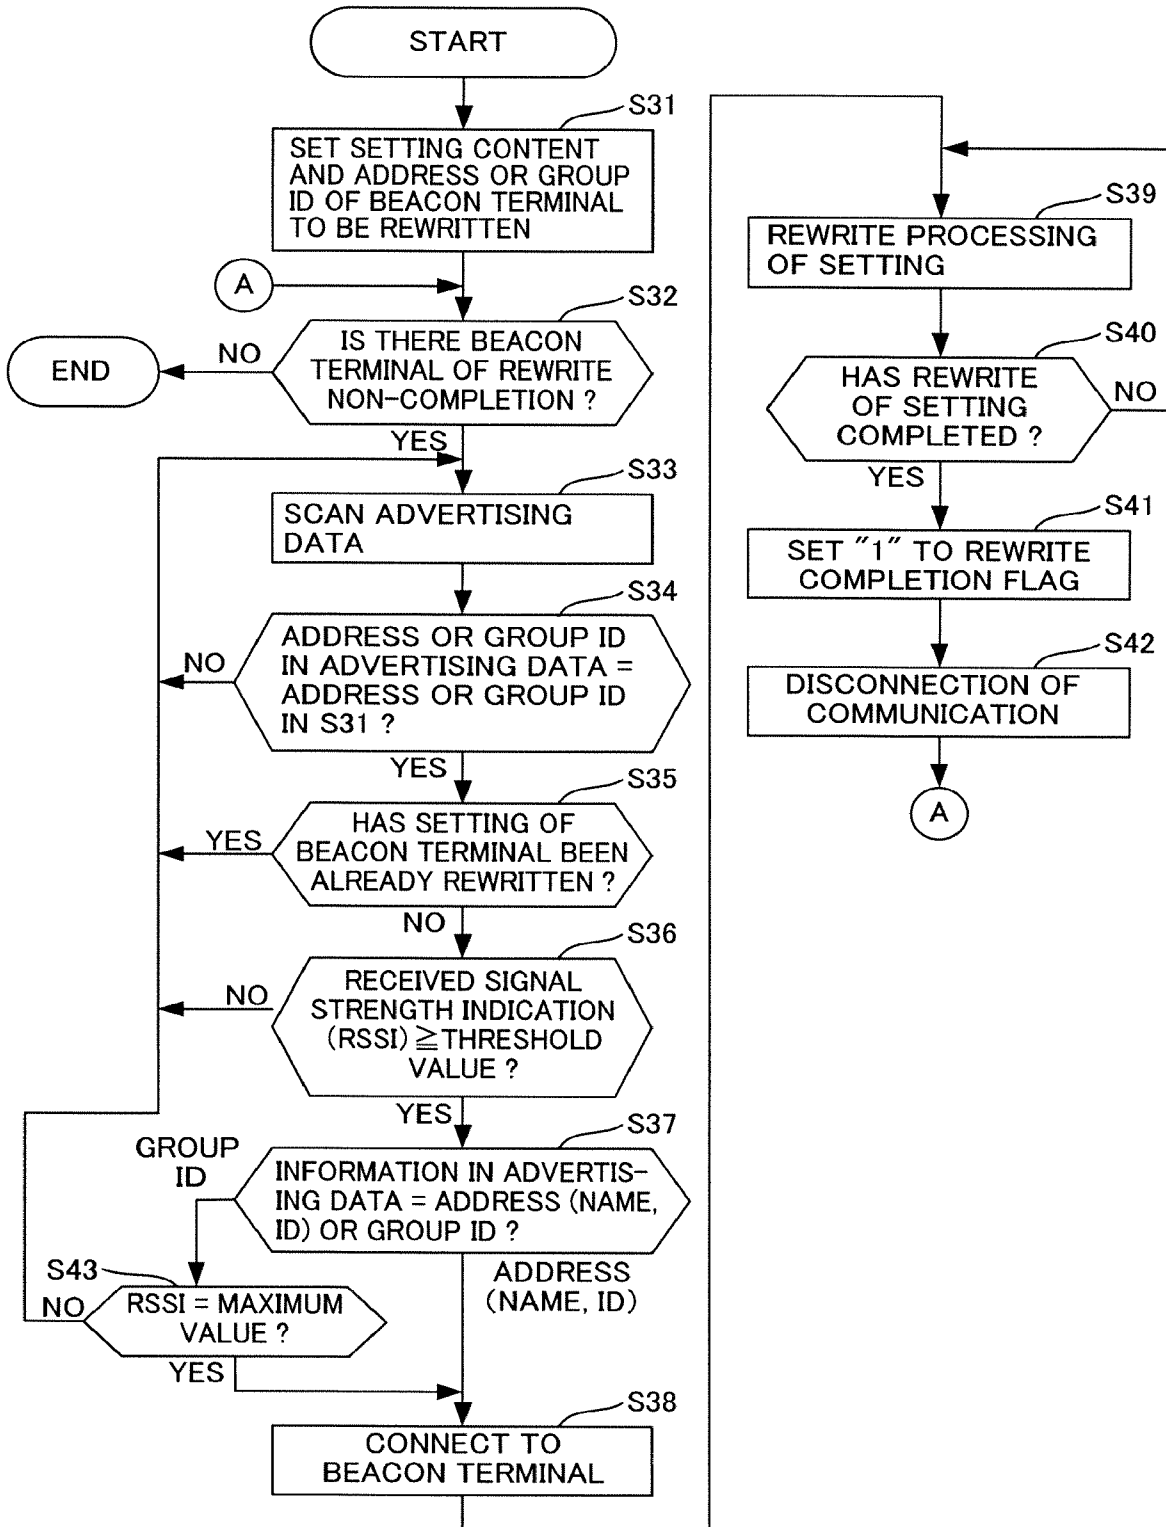 START
S31
SET SETTING CONTENT
AND ADDRESS OR GROUP
ID OF BEACON TERMINAL
TO BE REWRITTEN
A
S32
IS THERE BEACON
TERMINAL OF REWRITE
NON-COMPLETION ?
NO
END
YES
S33
SCAN ADVERTISING
DATA
S34
ADDRESS OR GROUP ID
IN ADVERTISING DATA =
ADDRESS OR GROUP ID
IN S31 ?
NO
YES
S35
HAS SETTING OF
BEACON TERMINAL BEEN
ALREADY REWRITTEN ?
YES
NO
S36
RECEIVED SIGNAL
STRENGTH INDICATION
(RSSI) ≧ THRESHOLD
VALUE ?
NO
YES
S37
INFORMATION IN ADVERTIS-
ING DATA = ADDRESS (NAME,
ID) OR GROUP ID ?
GROUP
ID
ADDRESS
(NAME, ID)
S43
RSSI = MAXIMUM
VALUE ?
NO
YES
S38
CONNECT TO
BEACON TERMINAL
S39
REWRITE PROCESSING
OF SETTING
S40
HAS REWRITE
OF SETTING
COMPLETED ?
NO
YES
S41
SET "1" TO REWRITE
COMPLETION FLAG
S42
DISCONNECTION OF
COMMUNICATION
A